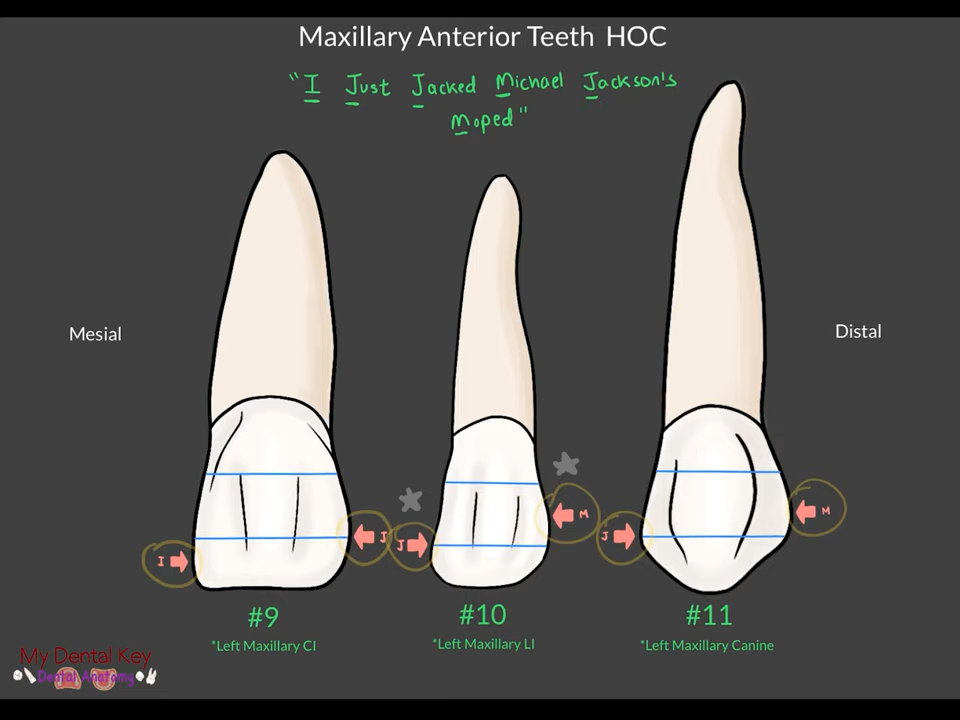 Maxillary Anterior Teeth HOC
"I Just Jacked Michael Jackson's
Moped"
Mesial
Distal
I
J
J
M
J
M
#9
#10
#11
*Left Maxillary CI
*Left Maxillary LI
*Left Maxillary Canine
My Dental Key
Dental Anatomy